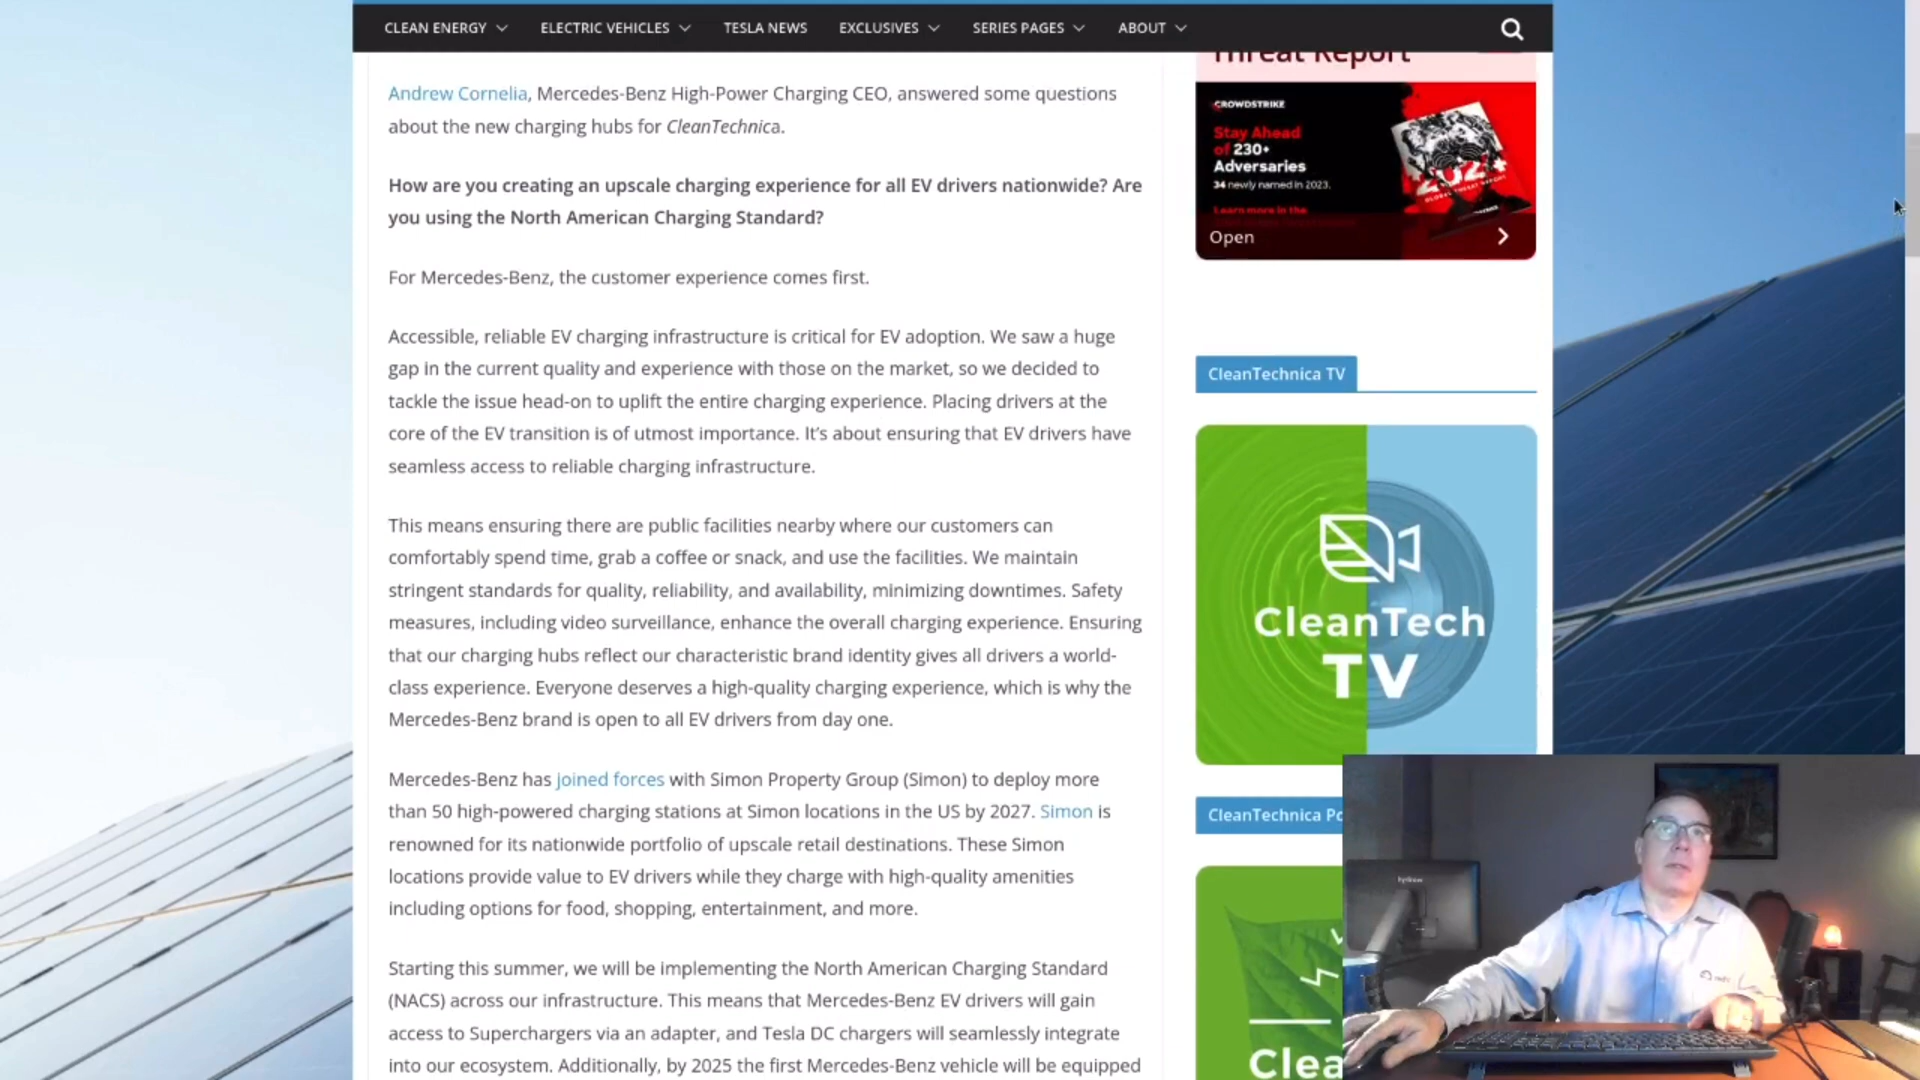 CLEAN ENERGY
ELECTRIC VEHICLES
TESLA NEWS
EXCLUSIVES
SERIES PAGES
ABOUT
Andrew Cornelia, Mercedes-Benz High-Power Charging CEO, answered some questions
about the new charging hubs for CleanTechnica.
How are you creating an upscale charging experience for all EV drivers nationwide? Are
you using the North American Charging Standard?
For Mercedes-Benz, the customer experience comes first.
Accessible, reliable EV charging infrastructure is critical for EV adoption. We saw a huge
gap in the current quality and experience with those on the market, so we decided to
tackle the issue head-on to uplift the entire charging experience. Placing drivers at the
core of the EV transition is of utmost importance. It's about ensuring that EV drivers have
seamless access to reliable charging infrastructure.
This means ensuring there are public facilities nearby where our customers can
comfortably spend time, grab a coffee or snack, and use the facilities. We maintain
stringent standards for quality, reliability, and availability, minimizing downtimes. Safety
measures, including video surveillance, enhance the overall charging experience. Ensuring
that our charging hubs reflect our characteristic brand identity gives all drivers a world-
class experience. Everyone deserves a high-quality charging experience, which is why the
Mercedes-Benz brand is open to all EV drivers from day one.
Mercedes-Benz has joined forces with Simon Property Group (Simon) to deploy more
than 50 high-powered charging stations at Simon locations in the US by 2027. Simon is
renowned for its nationwide portfolio of upscale retail destinations. These Simon
locations provide value to EV drivers while they charge with high-quality amenities
including options for food, shopping, entertainment, and more.
Starting this summer, we will be implementing the North American Charging Standard
(NACS) across our infrastructure. This means that Mercedes-Benz EV drivers will gain
access to Superchargers via an adapter, and Tesla DC chargers will seamlessly integrate
into our ecosystem. Additionally, by 2025 the first Mercedes-Benz vehicle will be equipped
Threat Report
CROWDSTRIKE
Stay Ahead
of 230+
Adversaries
34 newly named in 2023.
Learn more in the
2024
Open
CleanTechnica TV
CleanTech
TV
CleanTechnica Po
Clea